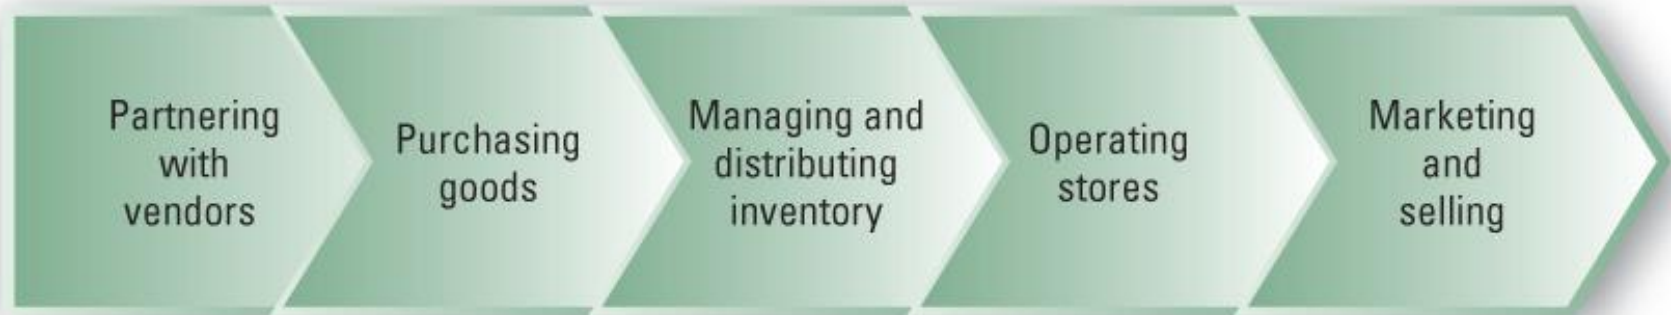 Partnering
with
vendors
Purchasing
goods
Managing and
distributing
inventory
Operating
stores
Marketing
and
selling